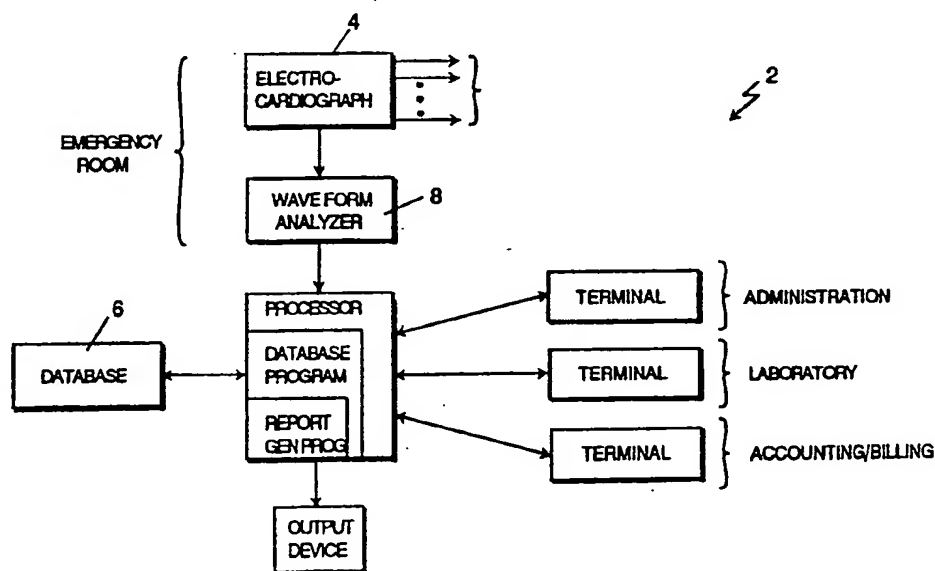 4
ELECTRO-
CARDIOGRAPH
2
EMERGENCY
ROOM
WAVE FORM
ANALYZER
8
PROCESSOR
DATABASE
PROGRAM
REPORT
GEN PROG
6
DATABASE
TERMINAL
ADMINISTRATION
TERMINAL
LABORATORY
TERMINAL
ACCOUNTING/BILLING
OUTPUT
DEVICE